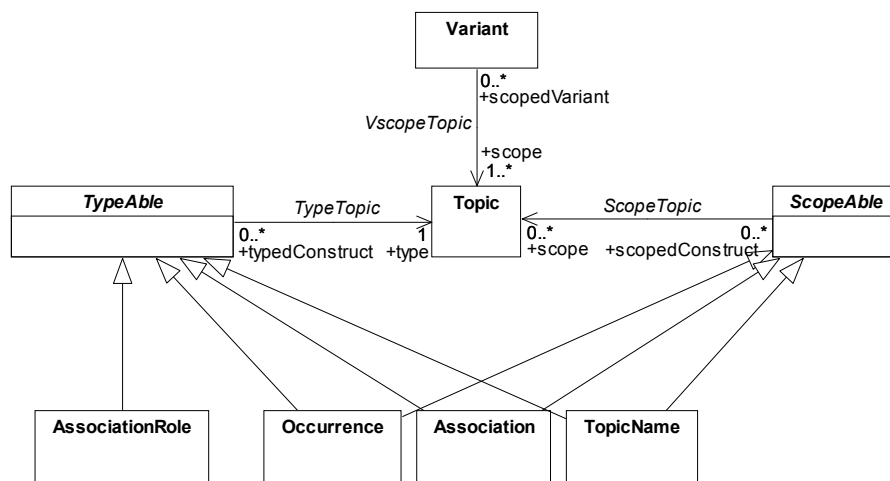 Variant
0..*
+scopedVariant
VscopeTopic
+scope
1..*
TypeAble
TypeTopic
Topic
ScopeTopic
ScopeAble
0..*
1
0..*
0..*
+typedConstruct
+type
+scope
+scopedConstruct
AssociationRole
Occurrence
Association
TopicName